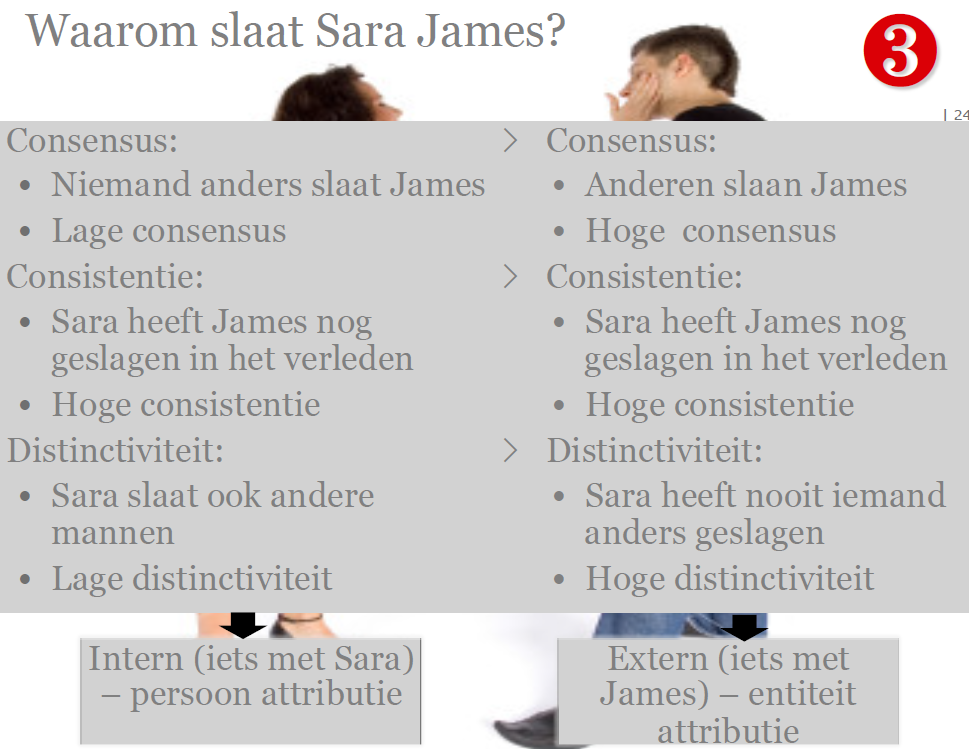 Waarom slaat Sara James?
3
| 24
Consensus:
• Niemand anders slaat James
• Lage consensus
Consistentie:
• Sara heeft James nog
geslagen in het verleden
• Hoge consistentie
Distinctiviteit:
• Sara slaat ook andere
mannen
• Lage distinctiviteit
Intern (iets met Sara)
– persoon attributie
> Consensus:
• Anderen slaan James
• Hoge consensus
> Consistentie:
• Sara heeft James nog
geslagen in het verleden
• Hoge consistentie
> Distinctiviteit:
• Sara heeft nooit iemand
anders geslagen
• Hoge distinctiviteit
Extern (iets met
James) – entiteit
attributie